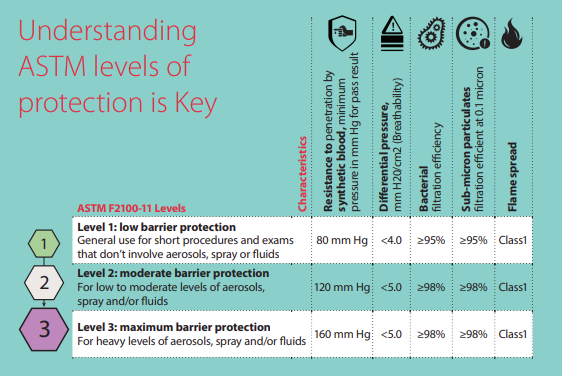 Understanding
ASTM levels of
protection is Key
Characteristics
Resistance to penetration by
synthetic blood, minimum
pressure in mm Hg for pass result
Differential pressure,
mm H20/cm2 (Breathability)
Bacterial
filtration efficiency
Sub-micron particulates
filtration efficient at 0.1 micron
Flame spread
ASTM F2100-11 Levels
1
Level 1: low barrier protection
General use for short procedures and exams
that don't involve aerosols, spray or fluids
80 mm Hg <4.0 ≥95% ≥95% Class1
2
Level 2: moderate barrier protection
For low to moderate levels of aerosols,
spray and/or fluids
120 mm Hg <5.0 ≥98% ≥98% Class1
3
Level 3: maximum barrier protection
For heavy levels of aerosols, spray and/or fluids
160 mm Hg <5.0 ≥98% ≥98% Class1